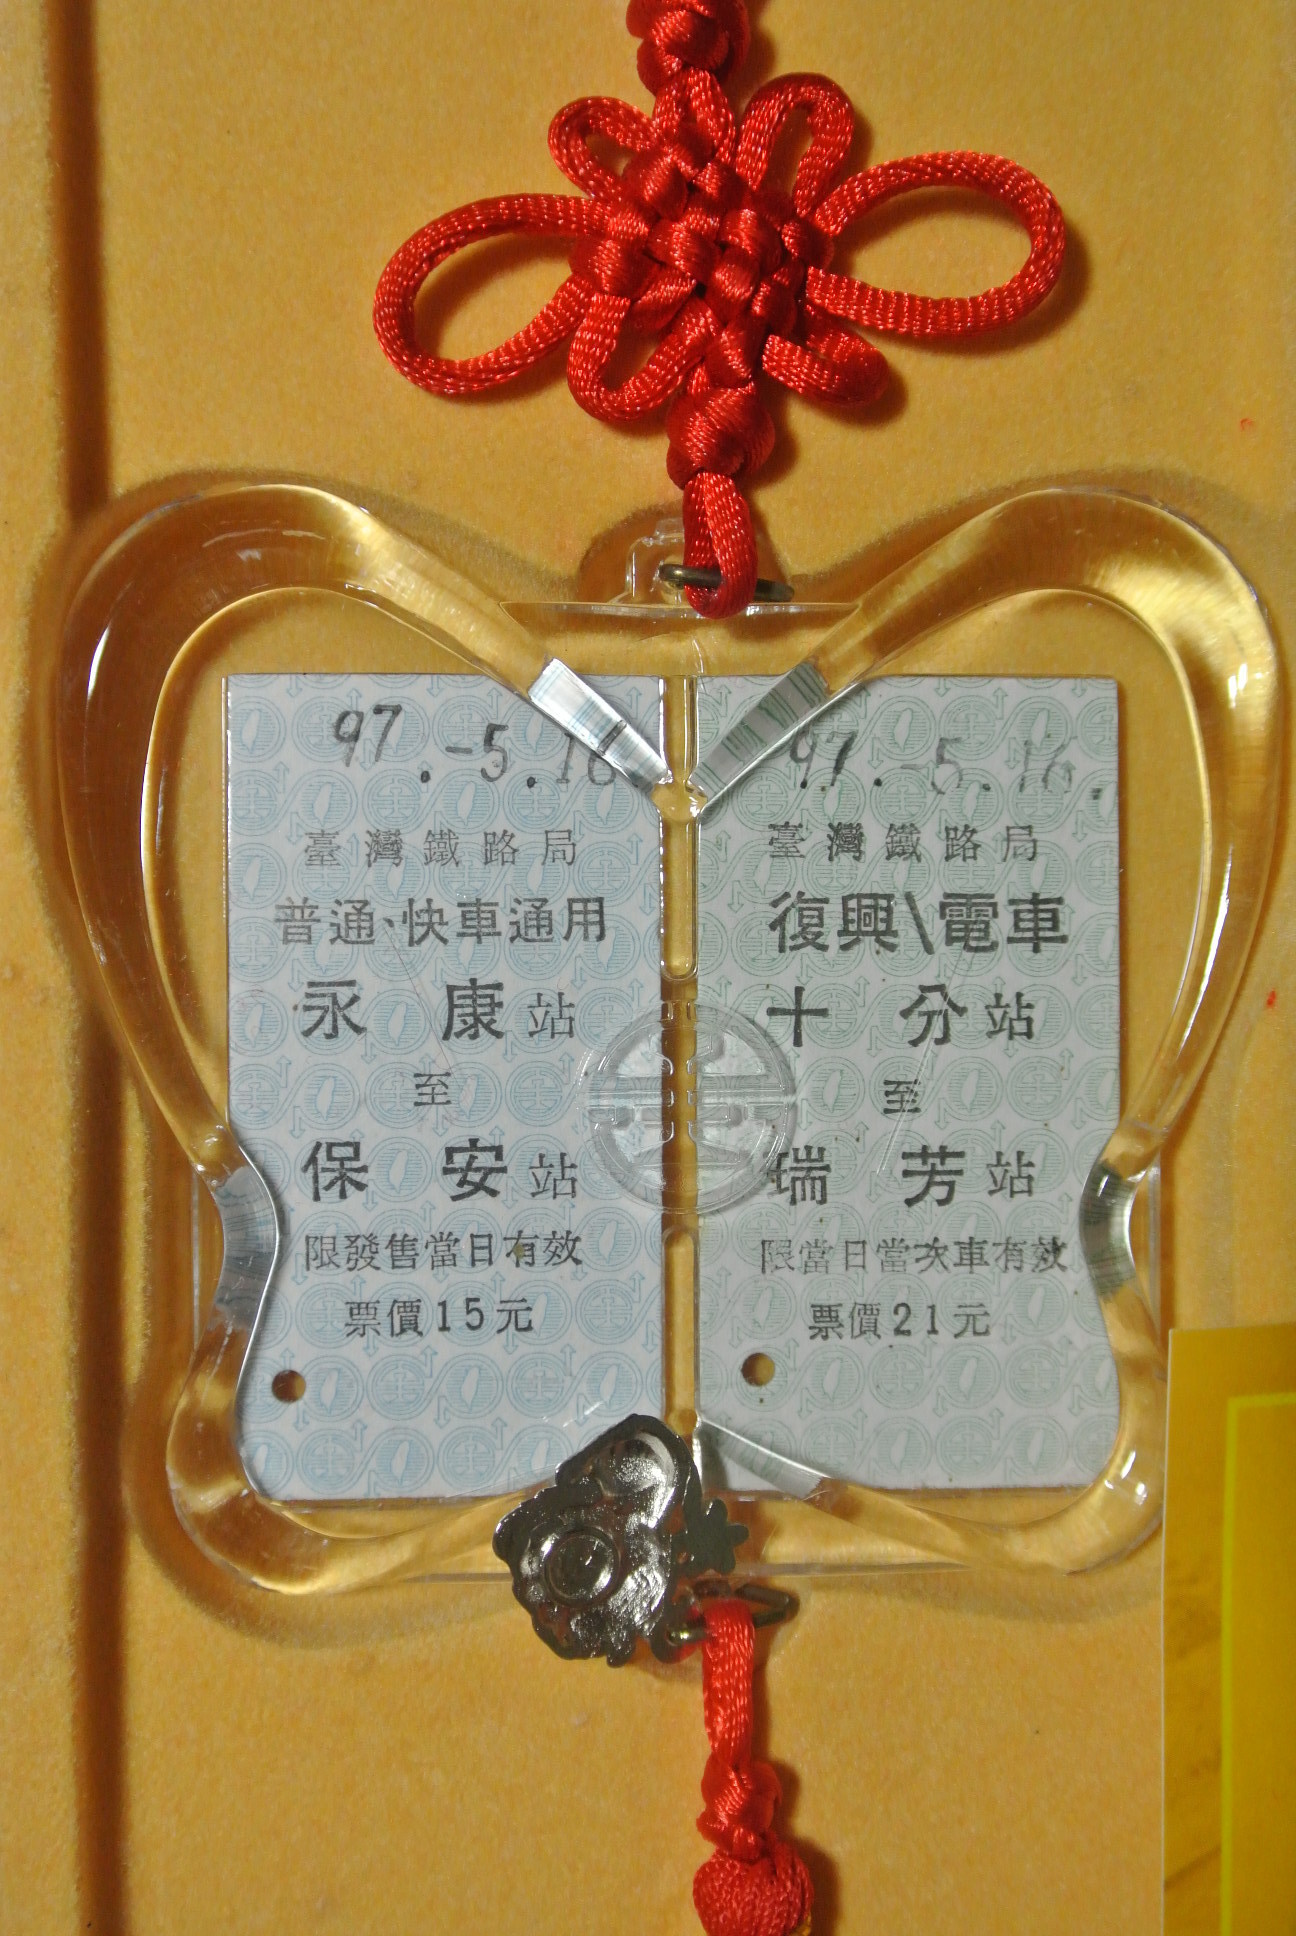 97.-5.16
臺灣鐵路局
普通、快車通用
永康站
至
保安站
限發售當日有效
票價15元
97.-5.16.
臺灣鐵路局
復興\電車
十分站
至
瑞芳站
限當日當次車有效
票價21元